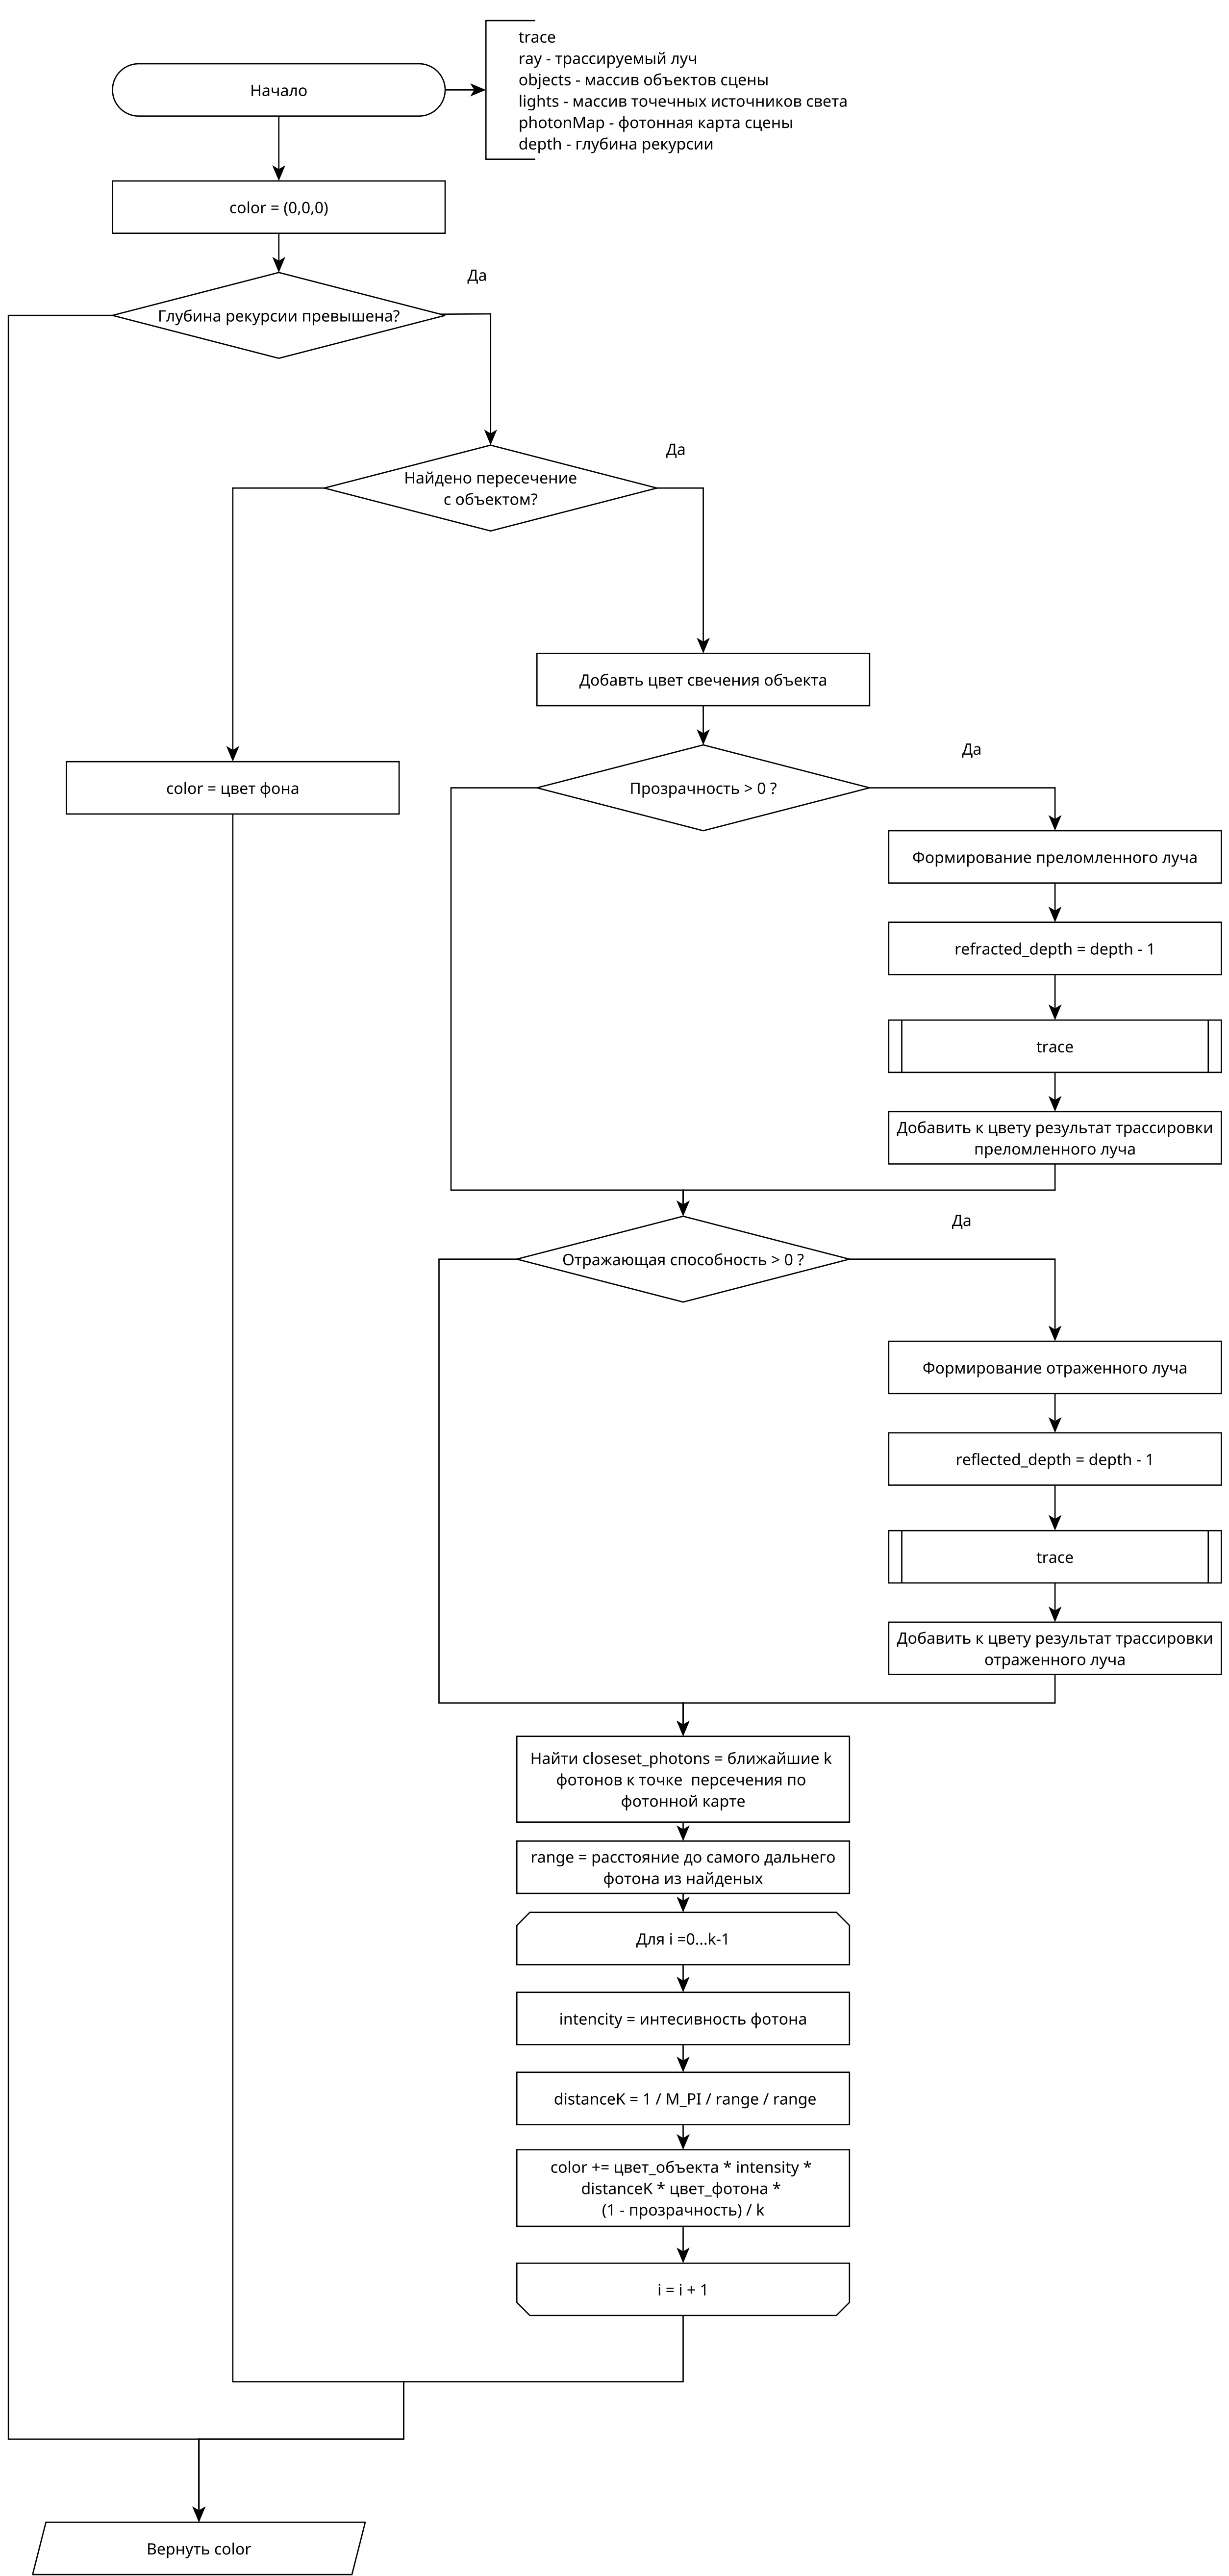 trace
ray - трассируемый луч
objects - массив объектов сцены
lights - массив точечных источников света
photonMap - фотонная карта сцены
depth - глубина рекурсии
Начало
color = (0,0,0)
Да
Глубина рекурсии превышена?
Да
Найдено пересечение
с объектом?
Добавть цвет свечения объекта
Да
color = цвет фона
Прозрачность > 0 ?
Формирование преломленного луча
refracted_depth = depth - 1
trace
Добавить к цвету результат трассировки
преломленного луча
Да
Отражающая способность > 0 ?
Формирование отраженного луча
reflected_depth = depth - 1
trace
Добавить к цвету результат трассировки
отраженного луча
Найти closeset_photons = ближайшие k
фотонов к точке персечения по
фотонной карте
range = расстояние до самого дальнего
фотона из найденых
Для i =0...k-1
intencity = интесивность фотона
distanceK = 1 / M_PI / range / range
color += цвет_объекта * intensity *
distanceK * цвет_фотона *
(1 - прозрачность) / k
i = i + 1
Вернуть color